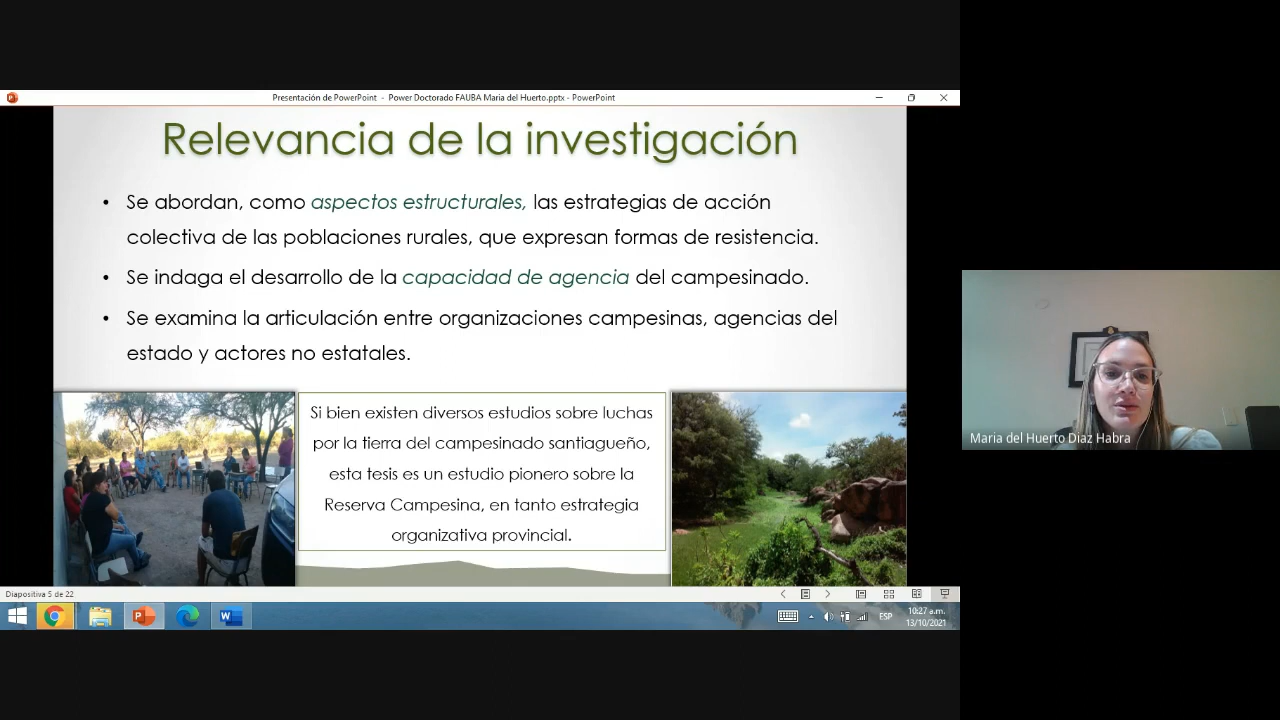 Presentación de PowerPoint - Power Doctorado FAUBA Maria del Huerto.pptx - PowerPoint
Relevancia de la investigación
• Se abordan, como aspectos estructurales, las estrategias de acción
colectiva de las poblaciones rurales, que expresan formas de resistencia.
• Se indaga el desarrollo de la capacidad de agencia del campesinado.
• Se examina la articulación entre organizaciones campesinas, agencias del
estado y actores no estatales.
Si bien existen diversos estudios sobre luchas
por la tierra del campesinado santiagueño,
esta tesis es un estudio pionero sobre la
Reserva Campesina, en tanto estrategia
organizativa provincial.
Maria del Huerto Diaz Habra
Diapositiva 5 de 22
ESP
10:27 a.m.
13/10/2021